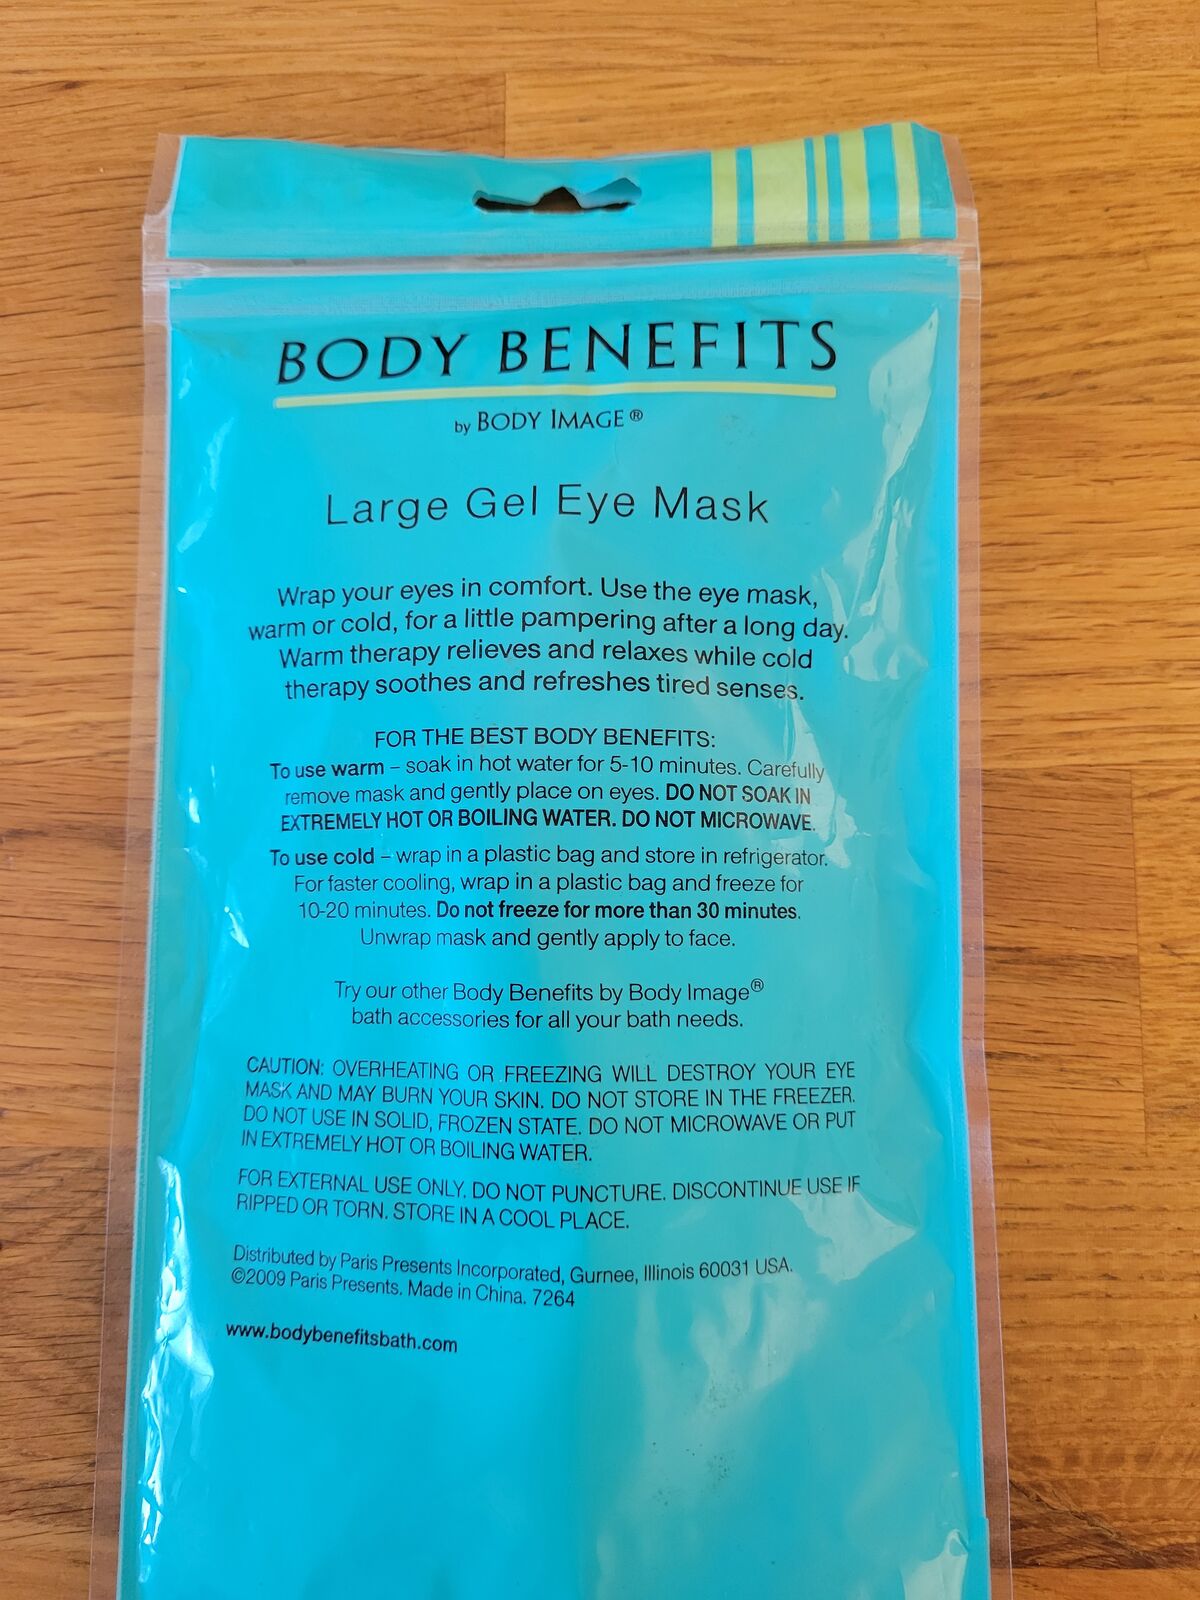 BODY BENEFITS
by BODY IMAGE®
Large Gel Eye Mask
Wrap your eyes in comfort. Use the eye mask,
warm or cold, for a little pampering after a long day.
Warm therapy relieves and relaxes while cold
therapy soothes and refreshes tired senses.
FOR THE BEST BODY BENEFITS:
To use warm – soak in hot water for 5-10 minutes. Carefully
remove mask and gently place on eyes. DO NOT SOAK IN
EXTREMELY HOT OR BOILING WATER. DO NOT MICROWAVE.
To use cold – wrap in a plastic bag and store in refrigerator.
For faster cooling, wrap in a plastic bag and freeze for
10-20 minutes. Do not freeze for more than 30 minutes.
Unwrap mask and gently apply to face.
Try our other Body Benefits by Body Image®
bath accessories for all your bath needs.
CAUTION: OVERHEATING OR FREEZING WILL DESTROY YOUR EYE
MASK AND MAY BURN YOUR SKIN. DO NOT STORE IN THE FREEZER.
DO NOT USE IN SOLID, FROZEN STATE. DO NOT MICROWAVE OR PUT
IN EXTREMELY HOT OR BOILING WATER.
FOR EXTERNAL USE ONLY. DO NOT PUNCTURE. DISCONTINUE USE IF
RIPPED OR TORN. STORE IN A COOL PLACE.
Distributed by Paris Presents Incorporated, Gurnee, Illinois 60031 USA.
©2009 Paris Presents. Made in China. 7264
www.bodybenefitsbath.com